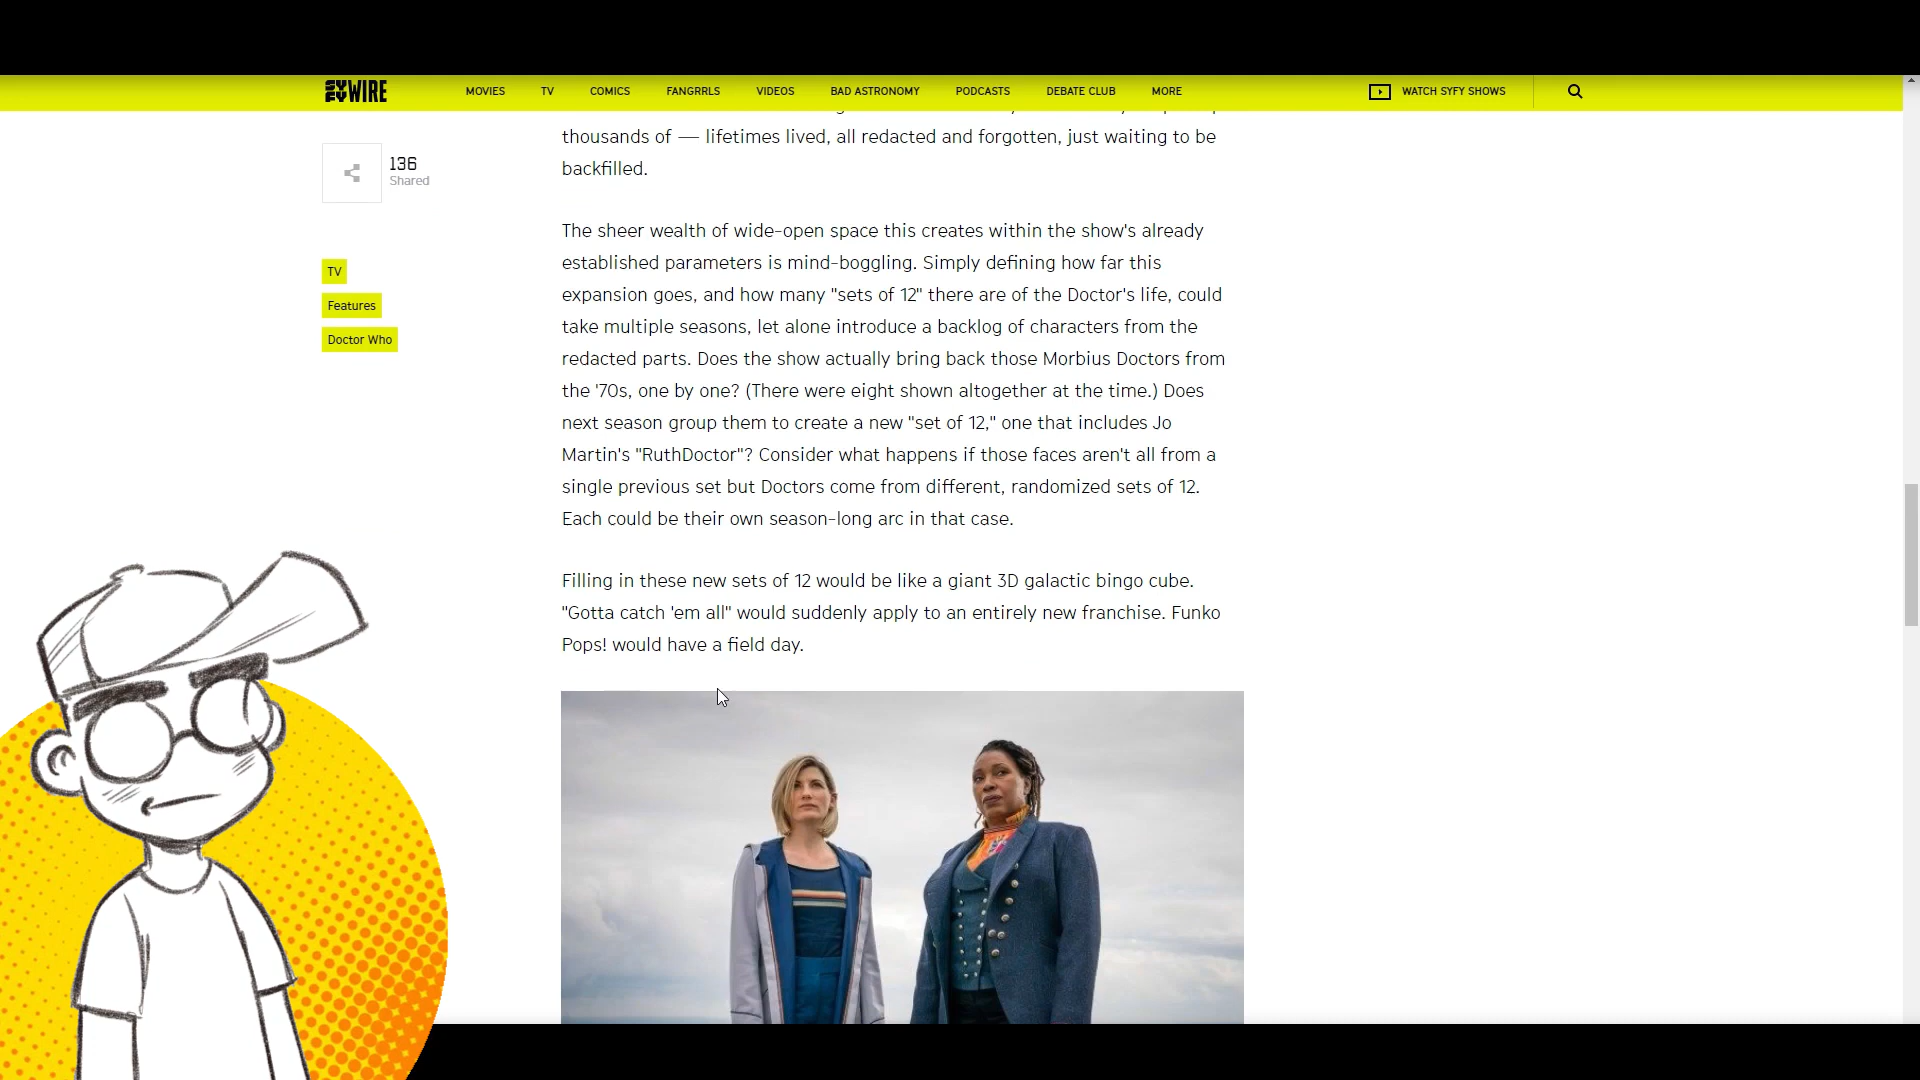 SYFY WIRE
MOVIES
TV
COMICS
FANGRRLS
VIDEOS
BAD ASTRONOMY
PODCASTS
DEBATE CLUB
MORE
WATCH SYFY SHOWS
136
Shared
TV
Features
Doctor Who
thousands of — lifetimes lived, all redacted and forgotten, just waiting to be
backfilled.
The sheer wealth of wide-open space this creates within the show's already
established parameters is mind-boggling. Simply defining how far this
expansion goes, and how many "sets of 12" there are of the Doctor's life, could
take multiple seasons, let alone introduce a backlog of characters from the
redacted parts. Does the show actually bring back those Morbius Doctors from
the '70s, one by one? (There were eight shown altogether at the time.) Does
next season group them to create a new "set of 12," one that includes Jo
Martin's "RuthDoctor"? Consider what happens if those faces aren't all from a
single previous set but Doctors come from different, randomized sets of 12.
Each could be their own season-long arc in that case.
Filling in these new sets of 12 would be like a giant 3D galactic bingo cube.
"Gotta catch 'em all" would suddenly apply to an entirely new franchise. Funko
Pops! would have a field day.